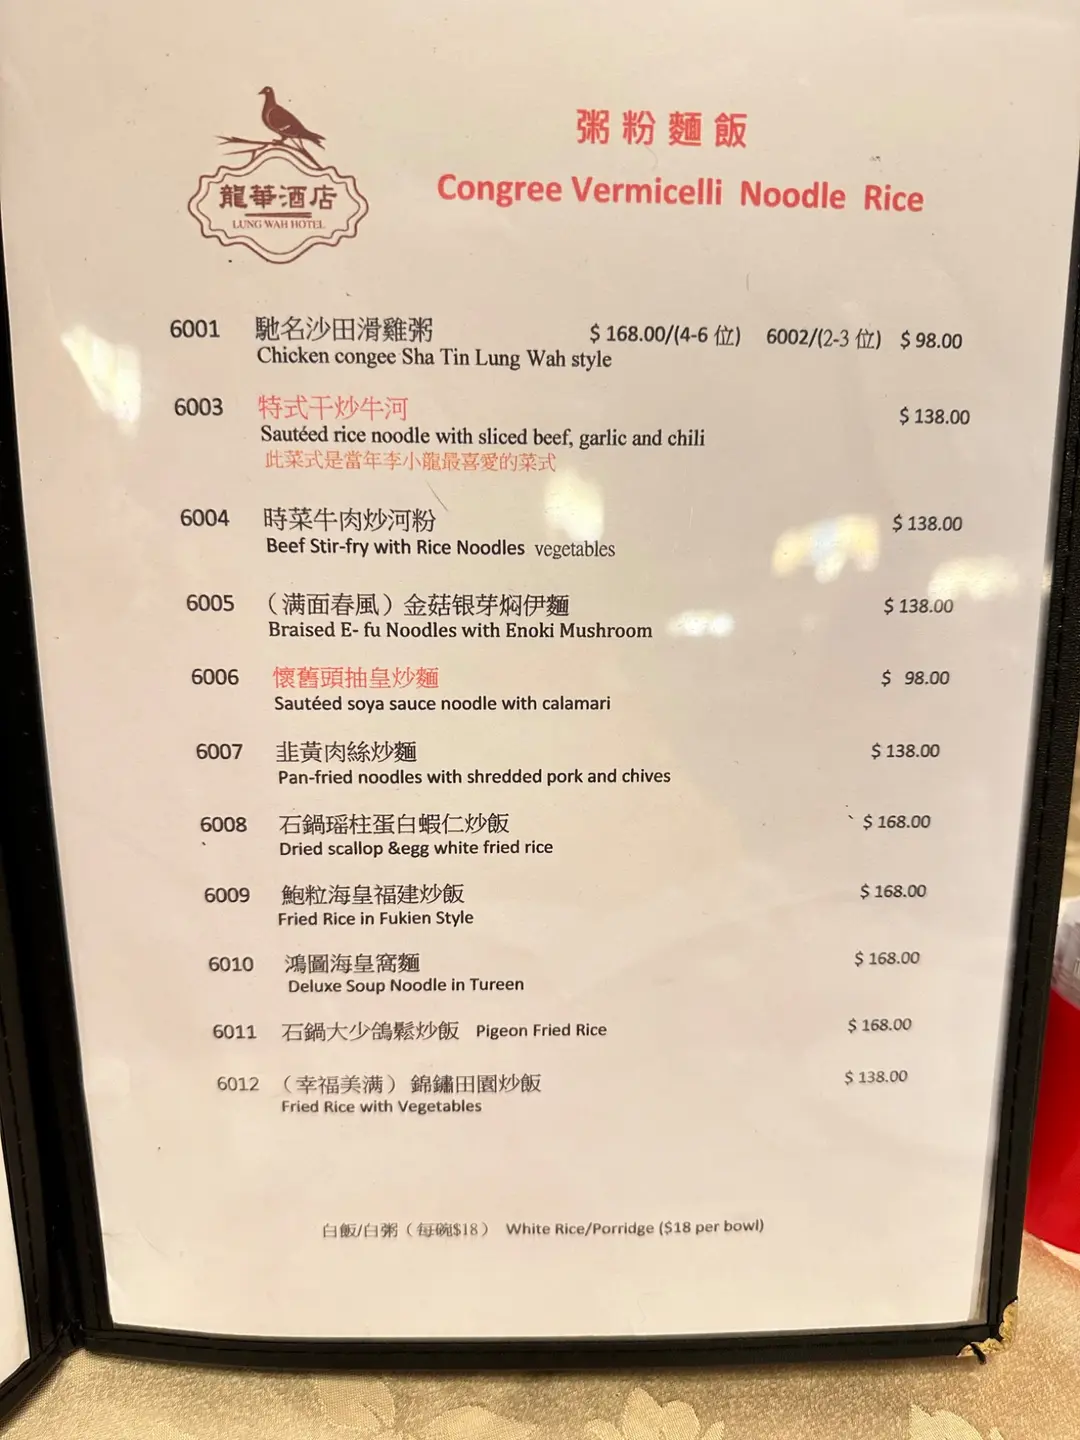 龍華酒店
LUNG WAH HOTEL
粥粉麵飯
Congree Vermicelli Noodle Rice
6001 馳名沙田滑雞粥 $ 168.00/(4-6 位) 6002/(2-3 位) $ 98.00
Chicken congee Sha Tin Lung Wah style
6003 特式干炒牛河 $ 138.00
Sautéed rice noodle with sliced beef, garlic and chili
此菜式是當年李小龍最喜愛的菜式
6004 時菜牛肉炒河粉 $ 138.00
Beef Stir-fry with Rice Noodles vegetables
6005 （满面春風）金菇银芽焖伊麵 $ 138.00
Braised E- fu Noodles with Enoki Mushroom
6006 懷舊頭抽皇炒麵 $ 98.00
Sautéed soya sauce noodle with calamari
6007 韭黃肉絲炒麵 $ 138.00
Pan-fried noodles with shredded pork and chives
6008 石鍋瑶柱蛋白蝦仁炒飯 $ 168.00
Dried scallop &egg white fried rice
6009 鮑粒海皇福建炒飯 $ 168.00
Fried Rice in Fukien Style
6010 鴻圖海皇窩麵 $ 168.00
Deluxe Soup Noodle in Tureen
6011 石鍋大少鴿鬆炒飯 Pigeon Fried Rice $ 168.00
6012 （幸福美满）錦鏽田園炒飯 $ 138.00
Fried Rice with Vegetables
白飯/白粥（每碗$18） White Rice/Porridge ($18 per bowl)